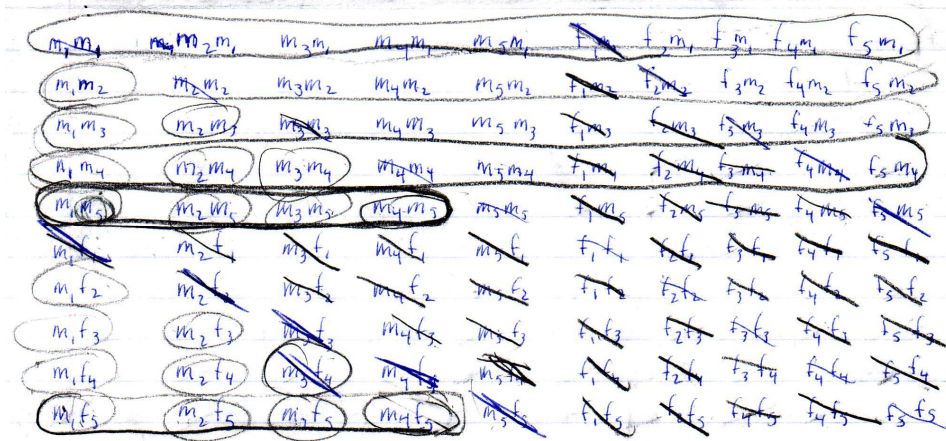 m₁m₁ m₂m₁ m₃m₁ m₄m₁ m₅m₁ f₁m₁ f₂m₁ f₃m₁ f₄m₁ f₅m₁
m₁m₂ m₂m₂ m₃m₂ m₄m₂ m₅m₂ f₁m₂ f₂m₂ f₃m₂ f₄m₂ f₅m₂
m₁m₃ m₂m₃ m₃m₃ m₄m₃ m₅m₃ f₁m₃ f₂m₃ f₃m₃ f₄m₃ f₅m₃
m₁m₄ m₂m₄ m₃m₄ m₄m₄ m₅m₄ f₁m₄ f₂m₄ f₃m₄ f₄m₄ f₅m₄
m₁m₅ m₂m₅ m₃m₅ m₄m₅ m₅m₅ f₁m₅ f₂m₅ f₃m₅ f₄m₅ f₅m₅
m₁f₁ m₂f₁ m₃f₁ m₄f₁ m₅f₁ f₁f₁ f₂f₁ f₃f₁ f₄f₁ f₅f₁
m₁f₂ m₂f₂ m₃f₂ m₄f₂ m₅f₂ f₁f₂ f₂f₂ f₃f₂ f₄f₂ f₅f₂
m₁f₃ m₂f₃ m₃f₃ m₄f₃ m₅f₃ f₁f₃ f₂f₃ f₃f₃ f₄f₃ f₅f₃
m₁f₄ m₂f₄ m₃f₄ m₄f₄ m₅f₄ f₁f₄ f₂f₄ f₃f₄ f₄f₄ f₅f₄
m₁f₅ m₂f₅ m₃f₅ m₄f₅ m₅f₅ f₁f₅ f₂f₅ f₄f₅ f₅f₅